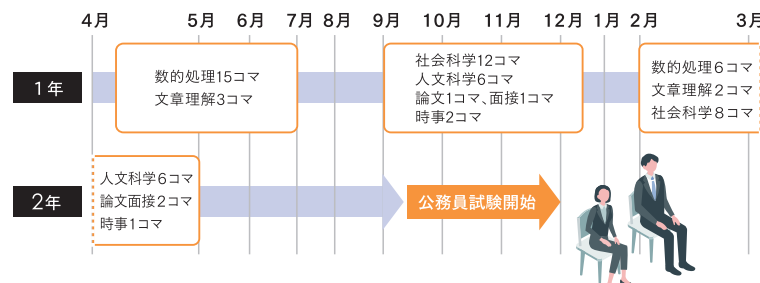 4月 5月 6月 7月 8月 9月 10月 11月 12月 1月 2月 3月
1年
数的処理15コマ
文章理解3コマ
社会科学12コマ
人文科学6コマ
論文1コマ、面接1コマ
時事2コマ
数的処理6コマ
文章理解2コマ
社会科学8コマ
2年
人文科学6コマ
論文面接2コマ
時事1コマ
公務員試験開始